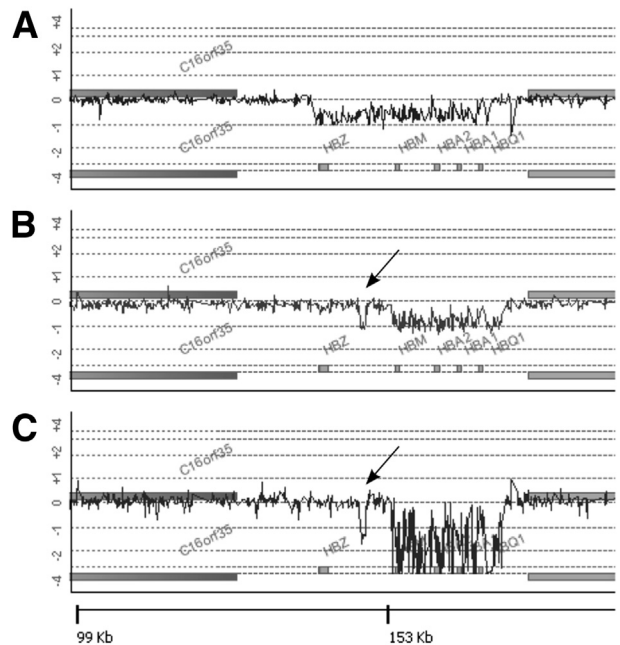 A
+4
+2
+1
0
-1
-2
-4
C16orf35
C16orf35
HBZ
HBM
HBA2
HBA1
HBQ1
B
+4
+2
+1
0
-1
-2
-4
C16orf35
C16orf35
HBZ
HBM
HBA2
HBA1
HBQ1
C
+4
+2
+1
0
-1
-2
-4
C16orf35
C16orf35
HBZ
HBQ1
99 Kb
153 Kb